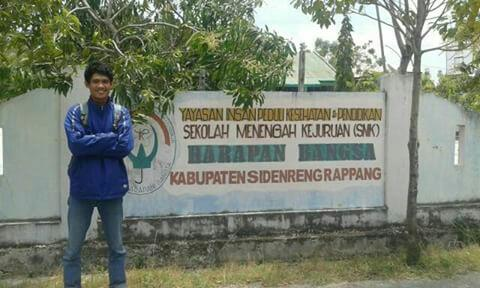 YAYASAN INSAN PEDULI KESEHATAN & PENDIDIKAN
SEKOLAH MENENGAH KEJURUAN (SMK)
HARAPAN BANGSA
KABUPATEN SIDENRENG RAPPANG